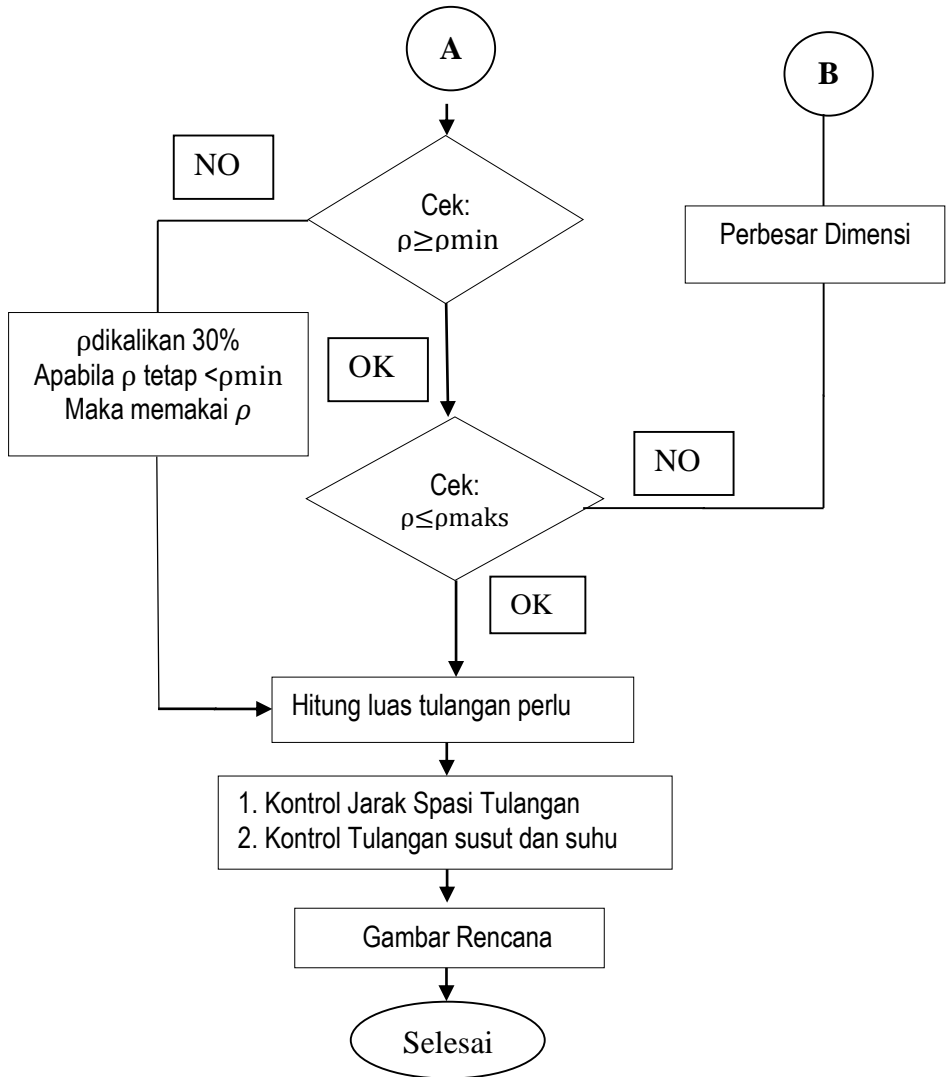 A
B
NO
Cek:
ρ≥ρmin
Perbesar Dimensi
ρdikalikan 30%
Apabila ρ tetap <ρmin
Maka memakai ρ
OK
Cek:
ρ≤ρmaks
NO
OK
Hitung luas tulangan perlu
1. Kontrol Jarak Spasi Tulangan
2. Kontrol Tulangan susut dan suhu
Gambar Rencana
Selesai